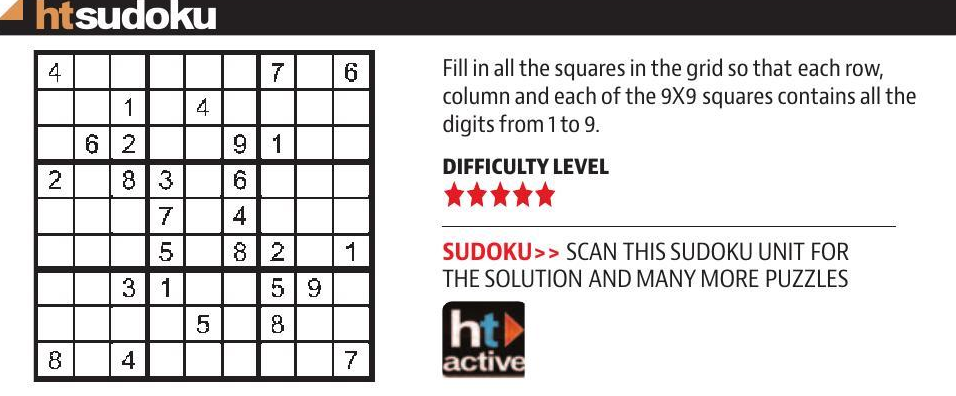 htsudoku
4 7 6
1 4
6 2 9 1
2 8 3 6
7 4
5 8 2 1
3 1 5 9
5 8
8 4 7
Fill in all the squares in the grid so that each row,
column and each of the 9X9 squares contains all the
digits from 1 to 9.
DIFFICULTY LEVEL
SUDOKU>> SCAN THIS SUDOKU UNIT FOR
THE SOLUTION AND MANY MORE PUZZLES
ht
active